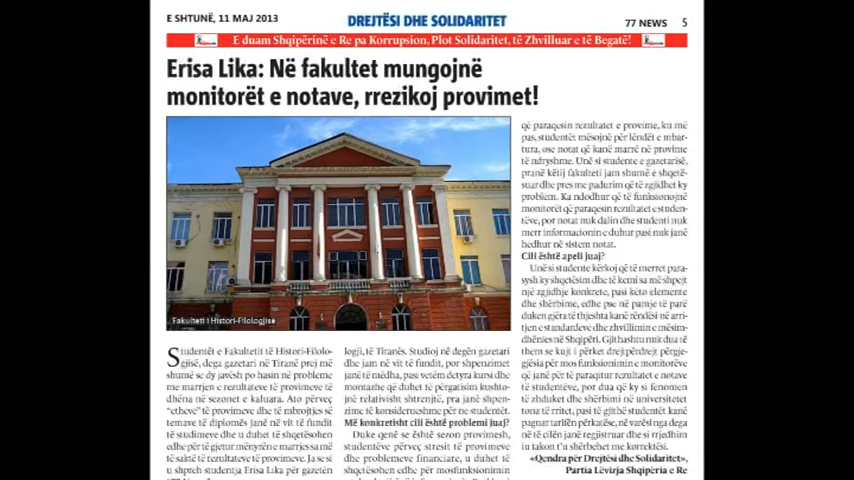 E SHTUNË, 11 MAJ 2013
DREJTËSI DHE SOLIDARITET
77 NEWS 5
E duam Shqipërinë e Re pa Korrupsion, Plot Solidaritet, të Zhvilluar e të Begatë!
Erisa Lika: Në fakultet mungojnë
monitorët e notave, rrezikoj provimet!
Fakulteti i Histori-Filologjisë
Studentët e Fakultetit të Histori-Filolo-
gjisë, dega gazetari në Tiranë prej më
shumë se dy javësh po hasin në probleme
me marrjen e rezultateve të provimeve të
dhëna në sezonet e kaluara. Ato përveç
"etheve" të provimeve dhe të mbrojtjes së
temave të diplomës janë në vit të fundit
të studimeve dhe u duhet të shqetësohen
edhe për të gjetur mënyrën e marrjes sa më
të saktë të rezultateve të provimeve. Ja se si
u shpreh studentja Erisa Lika për gazetën
logji, të Tiranës. Studioj në degën gazetari
dhe jam në vit të fundit, por shpenzimet
janë të mëdha, pasi vetëm detyra kursi dhe
montazhe që duhet të përgatisim kushtoj-
në relativisht shtrenjtë, pra janë shpen-
zime të konsiderueshme për ne studentët.
Më konkretisht cili është problemi juaj?
Duke qenë se është sezon provimesh,
studentëve përveç stresit të provimeve
dhe problemeve financiare, u duhet të
shqetësohen edhe për mosfunksionimin
që paraqesin rezultatet e provime, ku më
pas, studentët mësojnë për lëndët e mbar-
tura, ose notat që kanë marrë në provime
të ndryshme. Unë si studente e gazetarisë,
pranë këtij fakulteti jam shumë e shqetë-
suar dhe pres me padurim që të zgjidhet ky
problem. Ka ndodhur që të funksionojnë
monitorët që paraqesin rezultatet e studen-
tëve, por notat nuk dalin dhe studenti nuk
merr informacionin e duhur pasi nuk janë
hedhur në sistem notat.
Cili është apeli juaj?
Unë si studente kërkoj që të merret para-
sysh ky shqetësim dhe të kemi sa më shpejt
një zgjidhje konkrete, pasi këto elemente
dhe shërbime, edhe pse në pamje të parë
duken gjëra të thjeshta kanë rëndësi në arri-
tjen e standardeve dhe zhvillimin e mësim-
dhënies në Shqipëri. Gjithashtu nuk dua të
them se kujt i përket drejtpërdrejt përgje-
gjësia për mos funksionimin e monitorëve
që janë për të paraqitur rezultatet e notave
të studentëve, por dua që ky si fenomen
të zhduket dhe shërbimi në universitetet
tona të rritet, pasi të gjithë studentët kanë
paguar tarifën përkatëse, në varësi nga dega
në të cilën janë regjistruar dhe si rrjedhim
iu takon t'u shërbehet me korrektësi.
«Qendra për Drejtësi dhe Solidaritet»,
Partia Lëvizja Shqipëria e Re